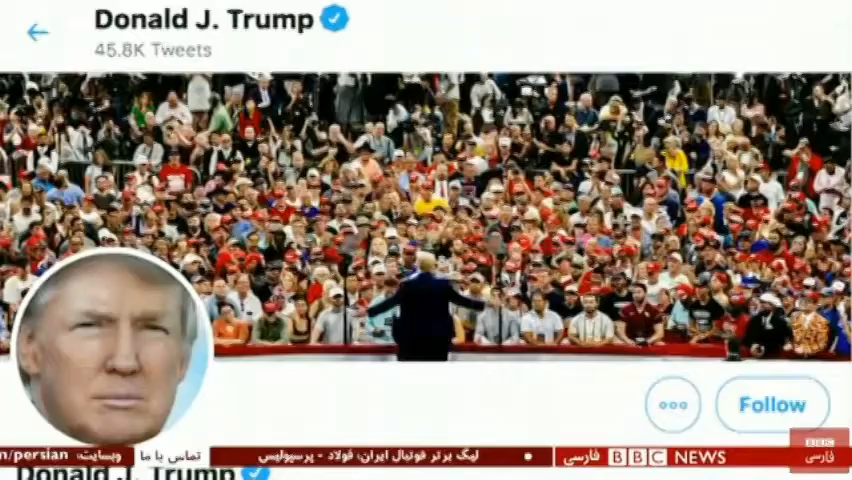 Donald J. Trump
45.8K Tweets
Follow
n/persian وبسایت: تماس با ما لیگ برتر فوتبال ایران: فولاد - پرسپولیس فارسی BBC NEWS
BBC
فارسی
Donald J. Trump